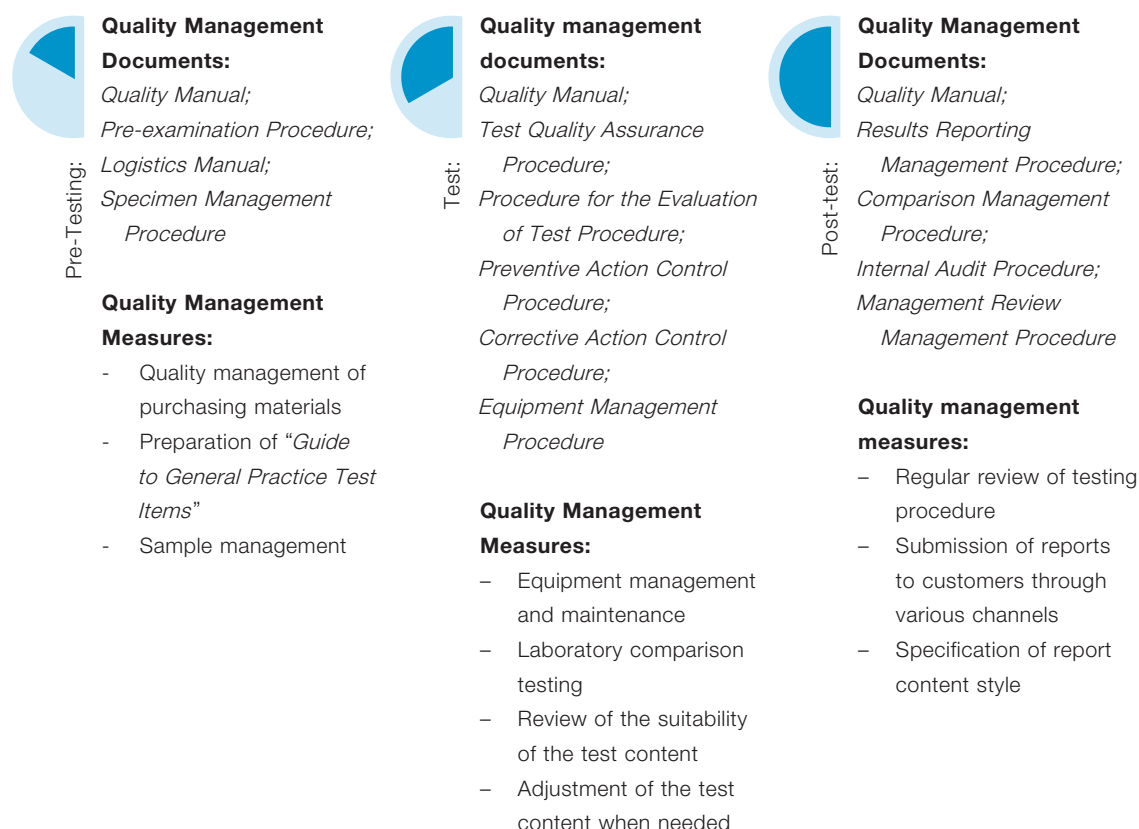 Pre-Testing:
Quality Management
Documents:
Quality Manual;
Pre-examination Procedure;
Logistics Manual;
Specimen Management
Procedure
Quality Management
Measures:
- Quality management of
purchasing materials
- Preparation of “Guide
to General Practice Test
Items”
- Sample management
Test:
Quality management
documents:
Quality Manual;
Test Quality Assurance
Procedure;
Procedure for the Evaluation
of Test Procedure;
Preventive Action Control
Procedure;
Corrective Action Control
Procedure;
Equipment Management
Procedure
Quality Management
Measures:
– Equipment management
and maintenance
– Laboratory comparison
testing
– Review of the suitability
of the test content
– Adjustment of the test
content when needed
Post-test:
Quality Management
Documents:
Quality Manual;
Results Reporting
Management Procedure;
Comparison Management
Procedure;
Internal Audit Procedure;
Management Review
Management Procedure
Quality management
measures:
– Regular review of testing
procedure
– Submission of reports
to customers through
various channels
– Specification of report
content style